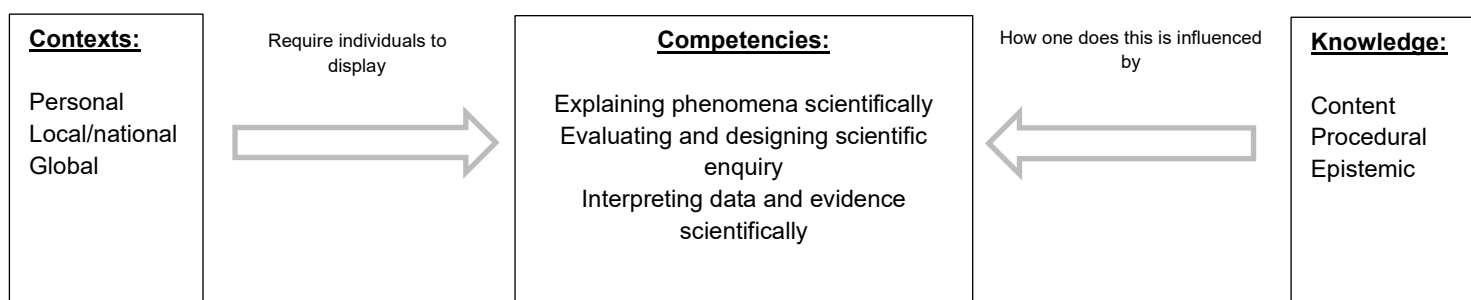 Contexts:
Personal
Local/national
Global
Require individuals to
display
Competencies:
Explaining phenomena scientifically
Evaluating and designing scientific
enquiry
Interpreting data and evidence
scientifically
How one does this is influenced
by
Knowledge:
Content
Procedural
Epistemic